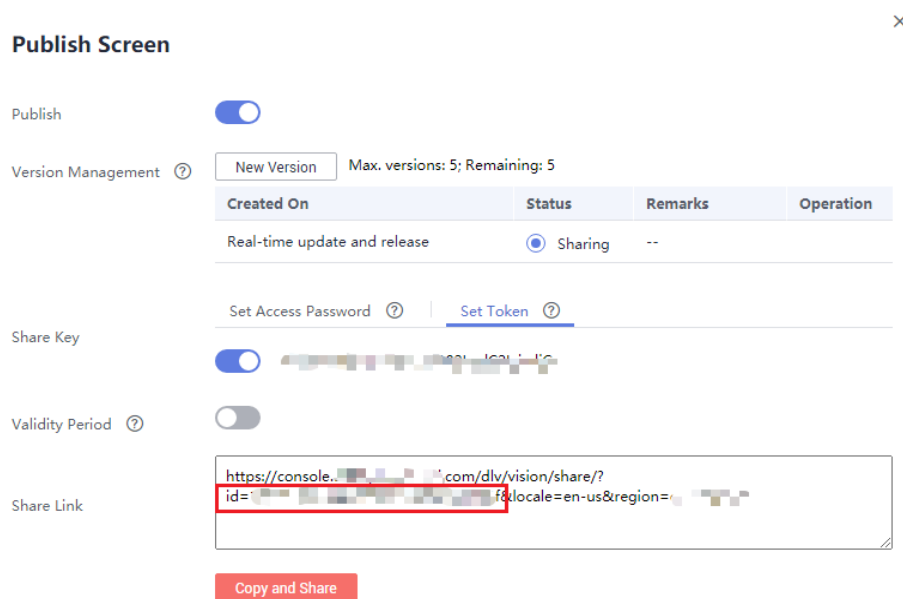 Publish Screen
Publish
Version Management
New Version
Max. versions: 5; Remaining: 5
Created On Status Remarks Operation
Real-time update and release Sharing --
Set Access Password Set Token
Share Key
Validity Period
https://console. .com/dlv/vision/share/?
id= f&locale=en-us&region=
Share Link
Copy and Share